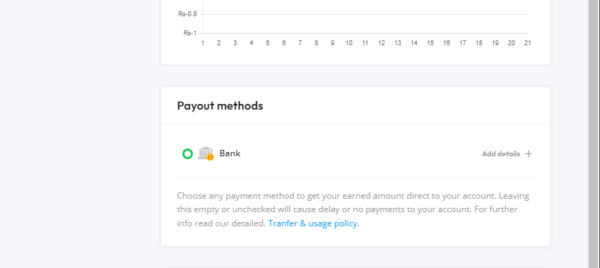 Rs-0.8
Rs-1
1 2 3 4 5 6 7 8 9 10 11 12 13 14 15 16 17 18 19 20 21
Payout methods
Bank
Add details +
Choose any payment method to get your earned amount direct to your account. Leaving
this empty or unchecked will cause delay or no payments to your account. For further
info read our detailed. Tranfer & usage policy.